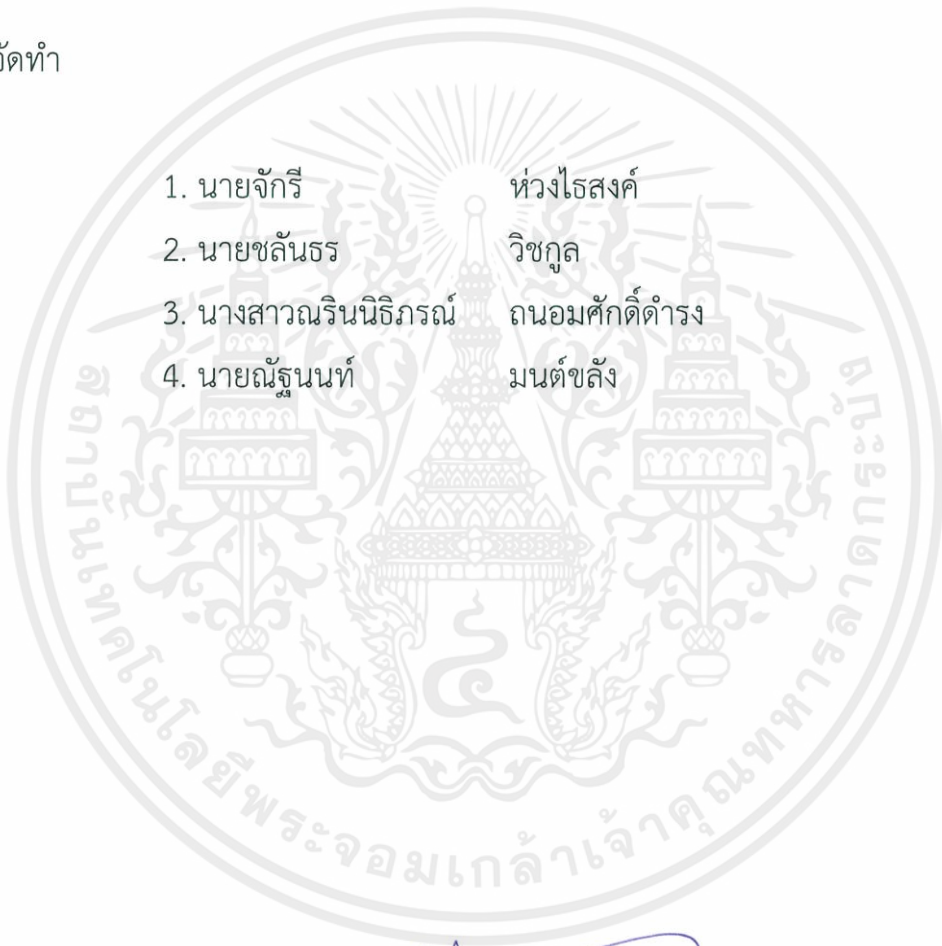 จัดทำ
1. นายจักรี ห่วงไธสงค์
2. นายชลันธร วิชกูล
3. นางสาวณรินนิธิภรณ์ ถนอมศักดิ์ดำรง
4. นายณัฐนนท์ มนต์ขลัง
สถาบันเทคโนโลยีพระจอมเกล้าเจ้าคุณทหารลาดกระบัง